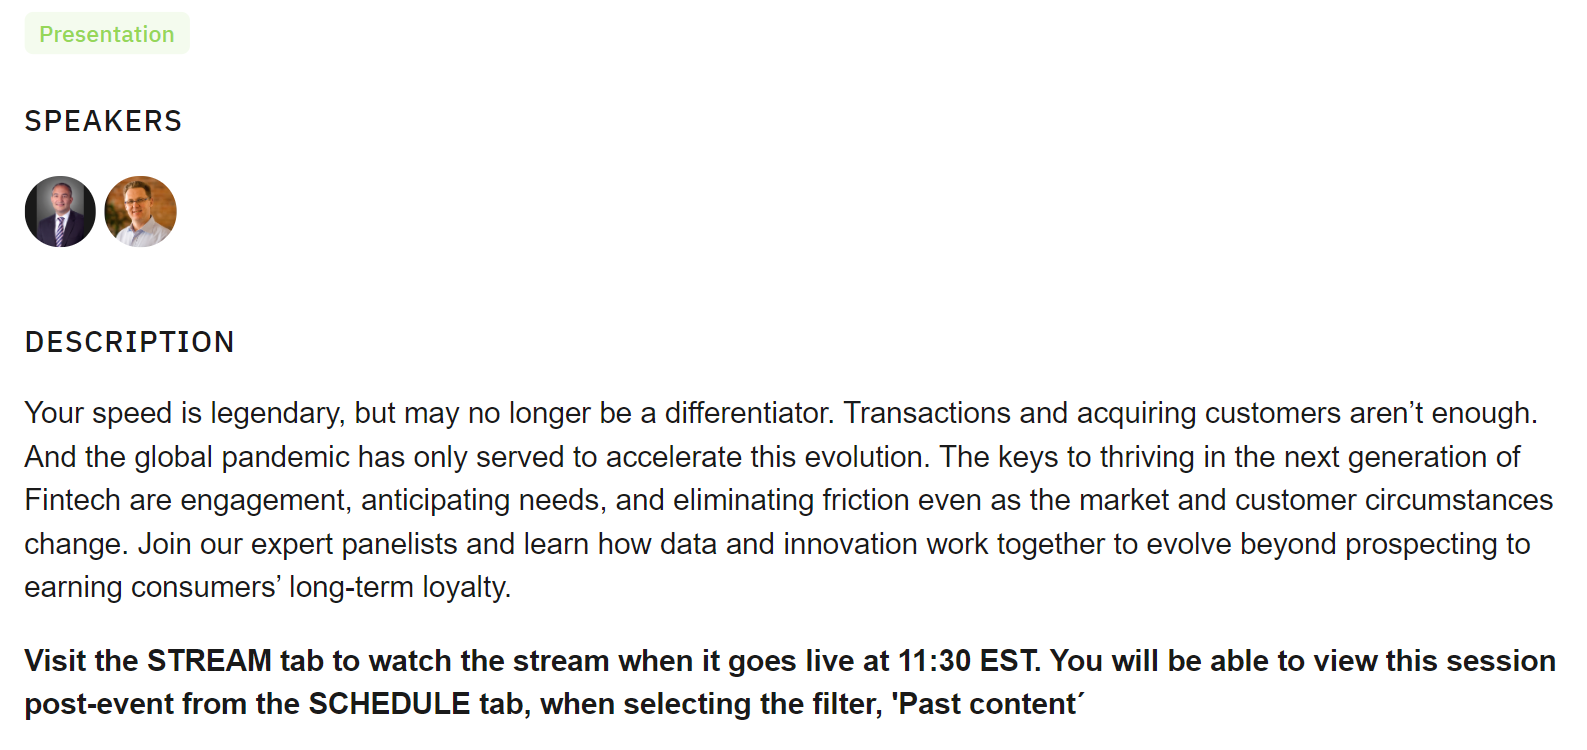 Presentation
SPEAKERS
DESCRIPTION
Your speed is legendary, but may no longer be a differentiator. Transactions and acquiring customers aren’t enough.
And the global pandemic has only served to accelerate this evolution. The keys to thriving in the next generation of
Fintech are engagement, anticipating needs, and eliminating friction even as the market and customer circumstances
change. Join our expert panelists and learn how data and innovation work together to evolve beyond prospecting to
earning consumers’ long-term loyalty.
Visit the STREAM tab to watch the stream when it goes live at 11:30 EST. You will be able to view this session
post-event from the SCHEDULE tab, when selecting the filter, 'Past content´